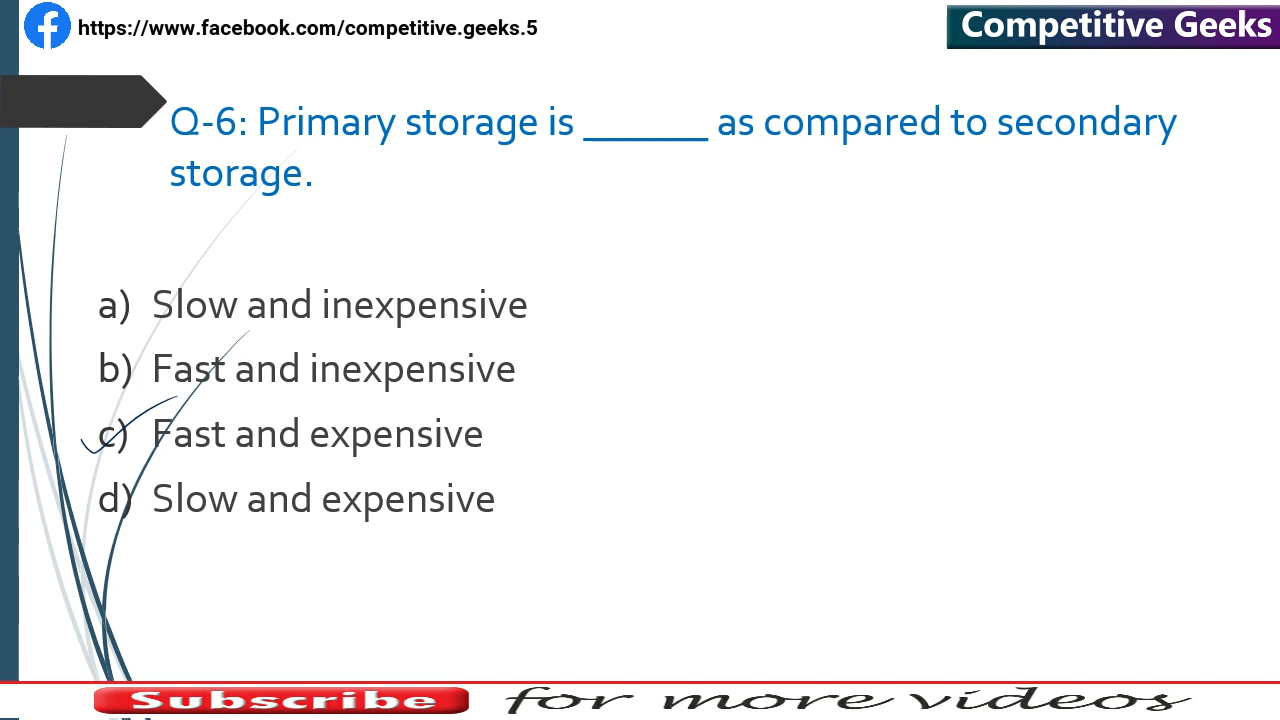 https://www.facebook.com/competitive.geeks.5
Competitive Geeks
Q-6: Primary storage is ______ as compared to secondary
storage.
a) Slow and inexpensive
b) Fast and inexpensive
c) Fast and expensive
d) Slow and expensive
Subscribe for more videos